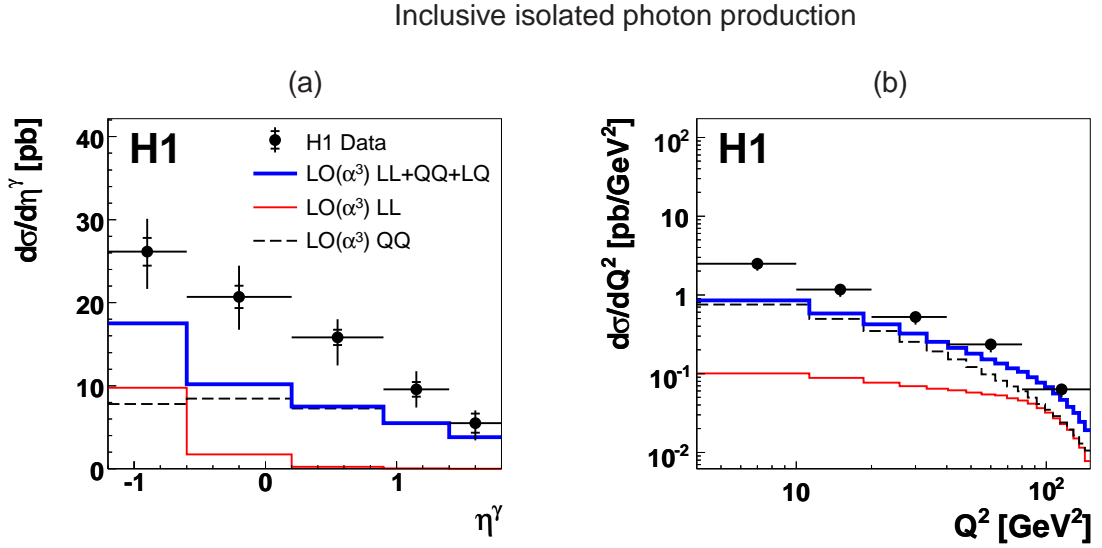 Inclusive isolated photon production
(a)
dσ/dη^γ [pb]
H1
H1 Data
LO(α³) LL+QQ+LQ
LO(α³) LL
LO(α³) QQ
40
30
20
10
0
-1 0 1
η^γ
(b)
dσ/dQ² [pb/GeV²]
H1
10²
10
1
10⁻¹
10⁻²
10 10²
Q² [GeV²]